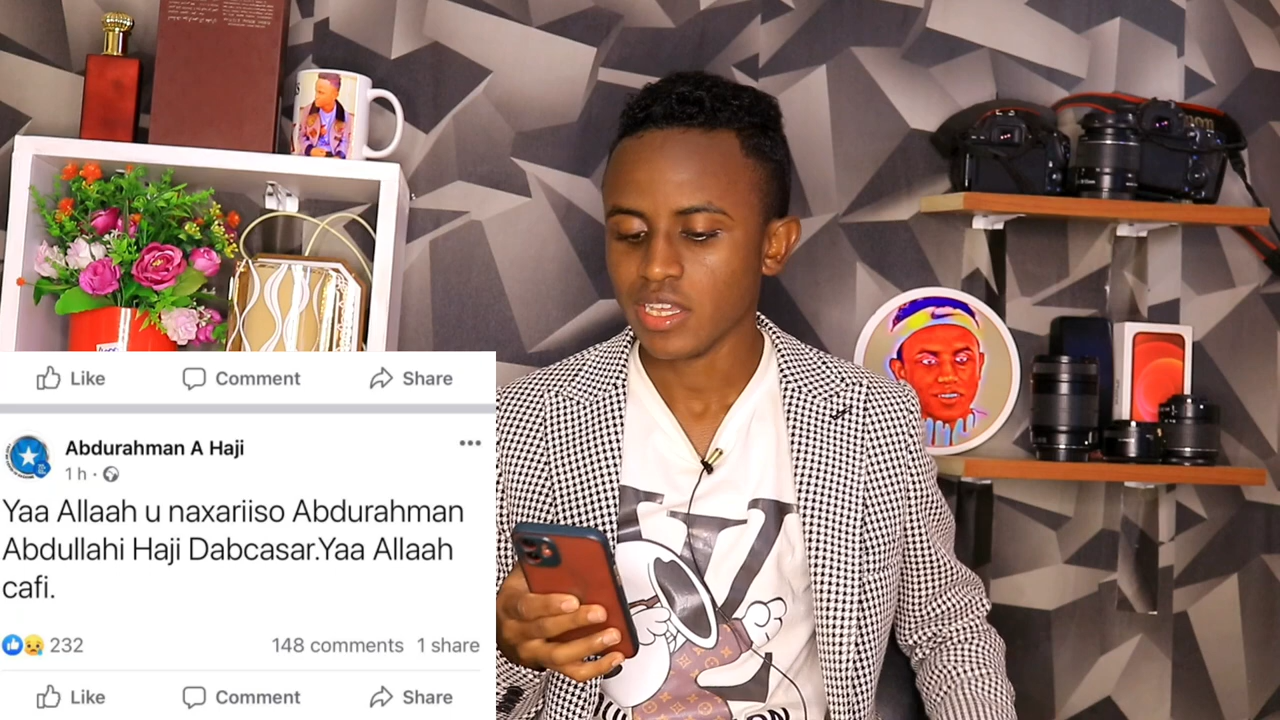 Like
Comment
Share
Abdurahman A Haji
1 h ·
Yaa Allaah u naxariiso Abdurahman
Abdullahi Haji Dabcasar.Yaa Allaah
cafi.
232
148 comments 1 share
Like
Comment
Share